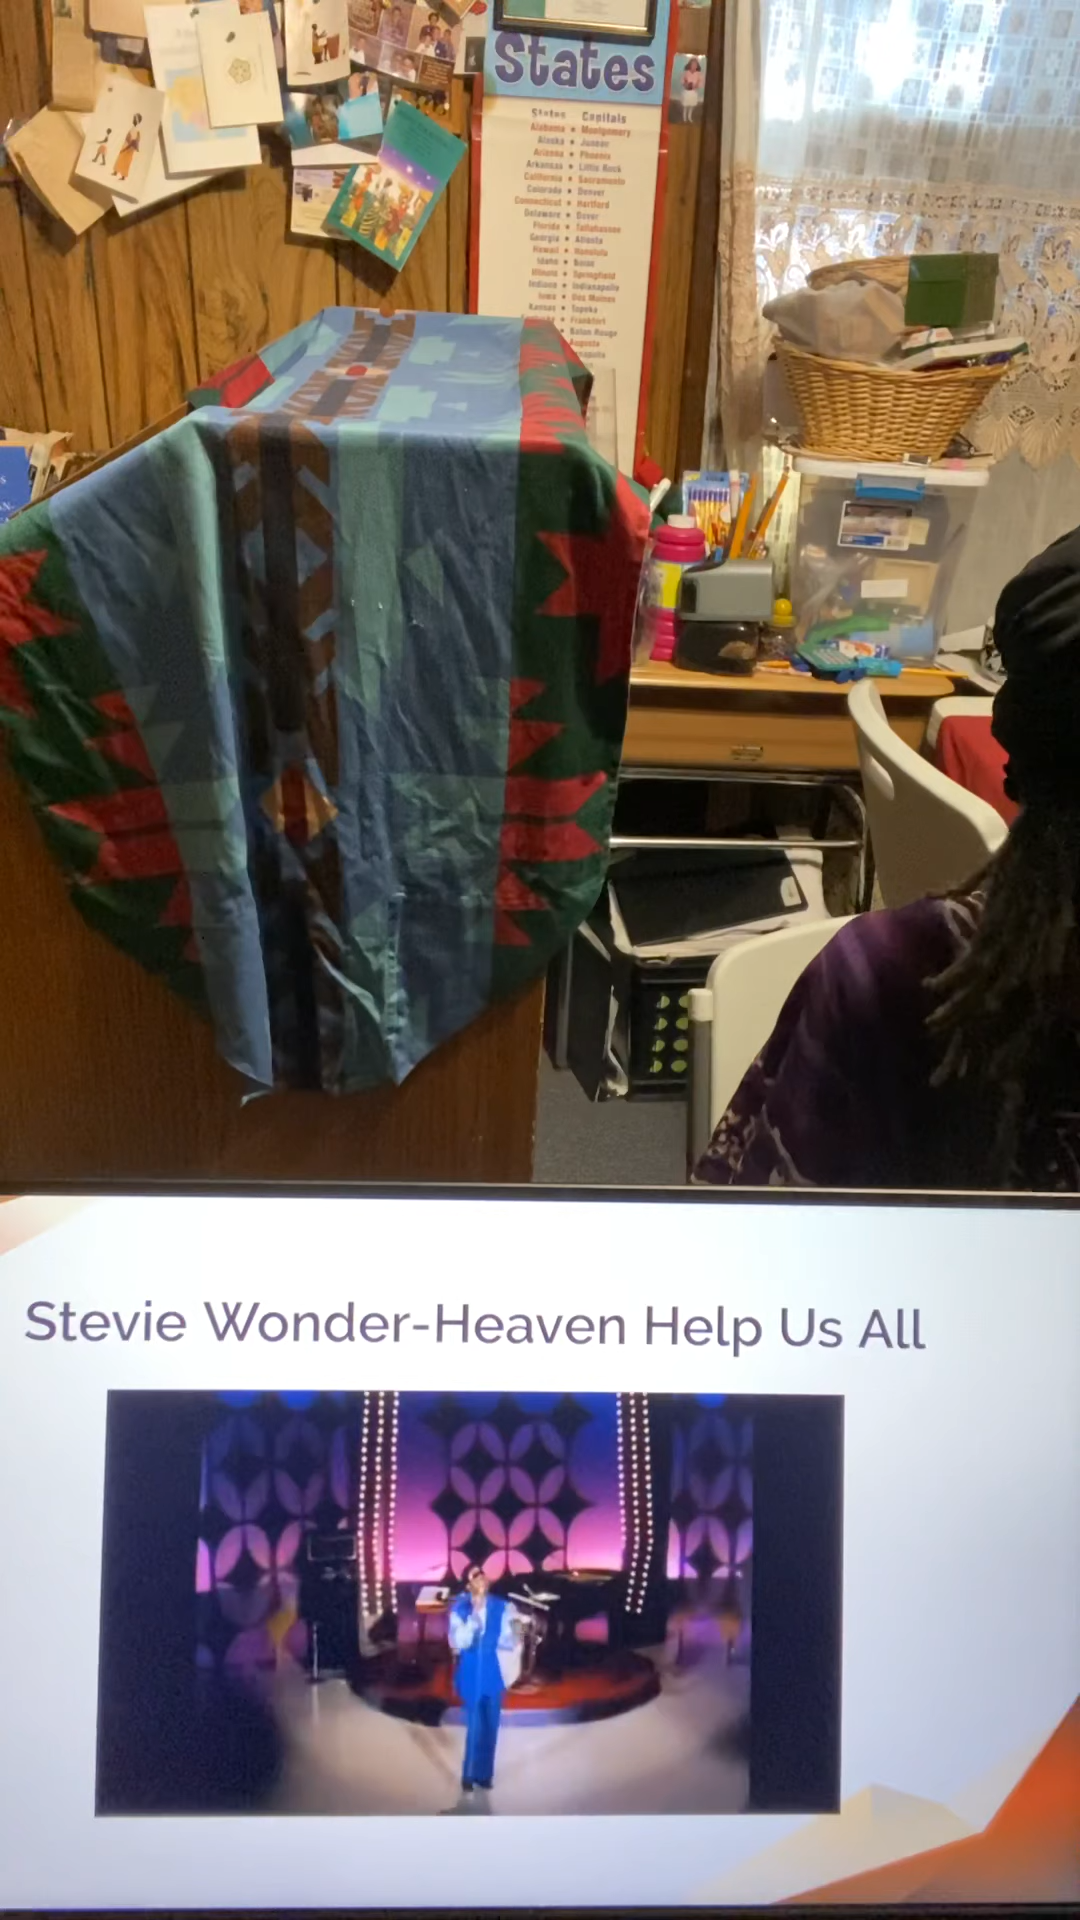 States
States Capitals
Alabama • Montgomery
Alaska • Juneau
Arizona • Phoenix
Arkansas • Little Rock
California • Sacramento
Colorado • Denver
Connecticut • Hartford
Delaware • Dover
Florida • Tallahassee
Georgia • Atlanta
Hawaii • Honolulu
Idaho • Boise
Illinois • Springfield
Indiana • Indianapolis
Iowa • Des Moines
Kansas • Topeka
Frankfort
Baton Rouge
Augusta
napolis
Stevie Wonder-Heaven Help Us All